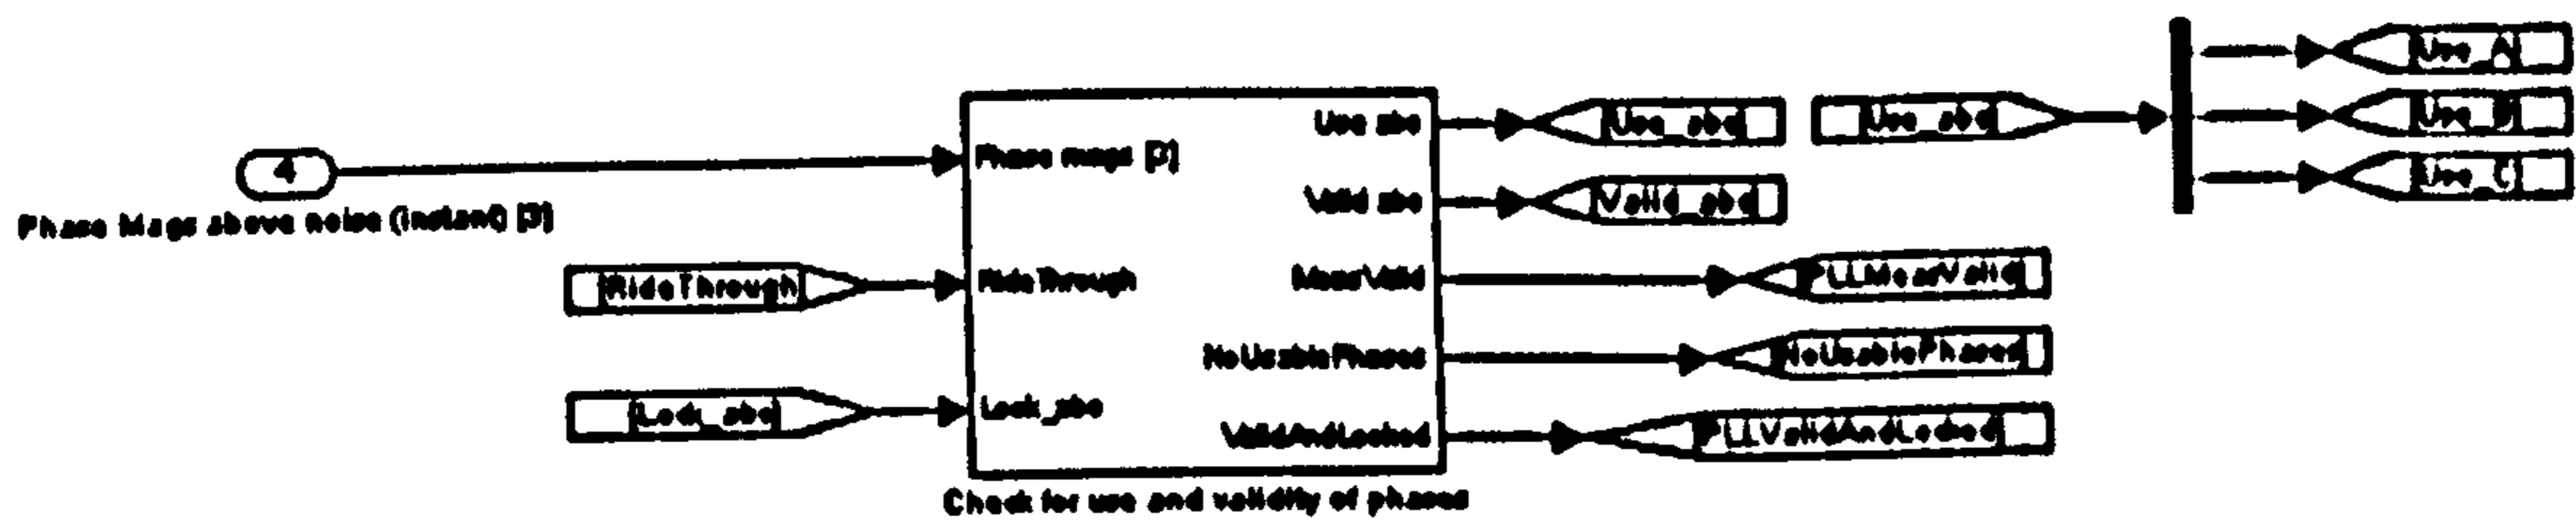 4
Phase Mags above noise (instant) [3]
[RideThrough]
[Lock_abc]
Phase mags [3]
RideThrough
Lock_abc
Use abc
Valid abc
MeasValid
NoUsablePhases
ValidAndLocked
Check for use and validity of phases
[Use_abc]
[Valid_abc]
[PLLMeasValid]
[NoUsablePhases]
[PLLValidAndLocked]
[Use_abc]
[Use_A]
[Use_B]
[Use_C]